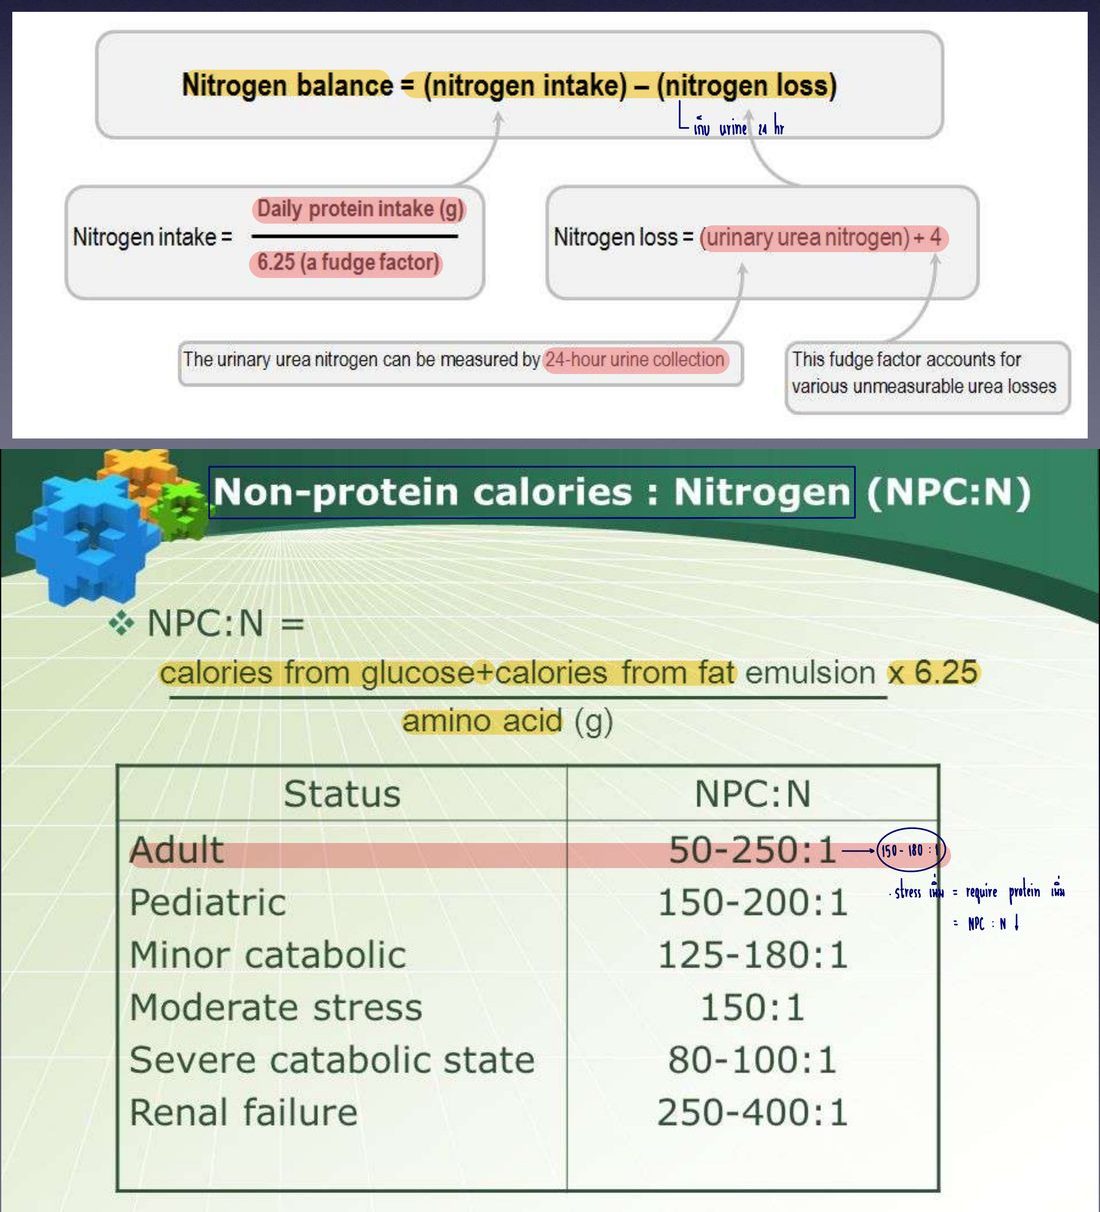 Nitrogen balance = (nitrogen intake) – (nitrogen loss)
เก็บ urine 24 hr
Nitrogen intake =
Daily protein intake (g)
6.25 (a fudge factor)
Nitrogen loss = (urinary urea nitrogen) + 4
The urinary urea nitrogen can be measured by 24-hour urine collection
This fudge factor accounts for
various unmeasurable urea losses
Non-protein calories : Nitrogen (NPC:N)
NPC:N =
calories from glucose+calories from fat emulsion x 6.25
amino acid (g)
Status NPC:N
Adult 50-250:1 → 150-180 : 1
Pediatric 150-200:1
· stress เพิ่ม = require protein เพิ่ม
= NPC : N ↓
Minor catabolic 125-180:1
Moderate stress 150:1
Severe catabolic state 80-100:1
Renal failure 250-400:1